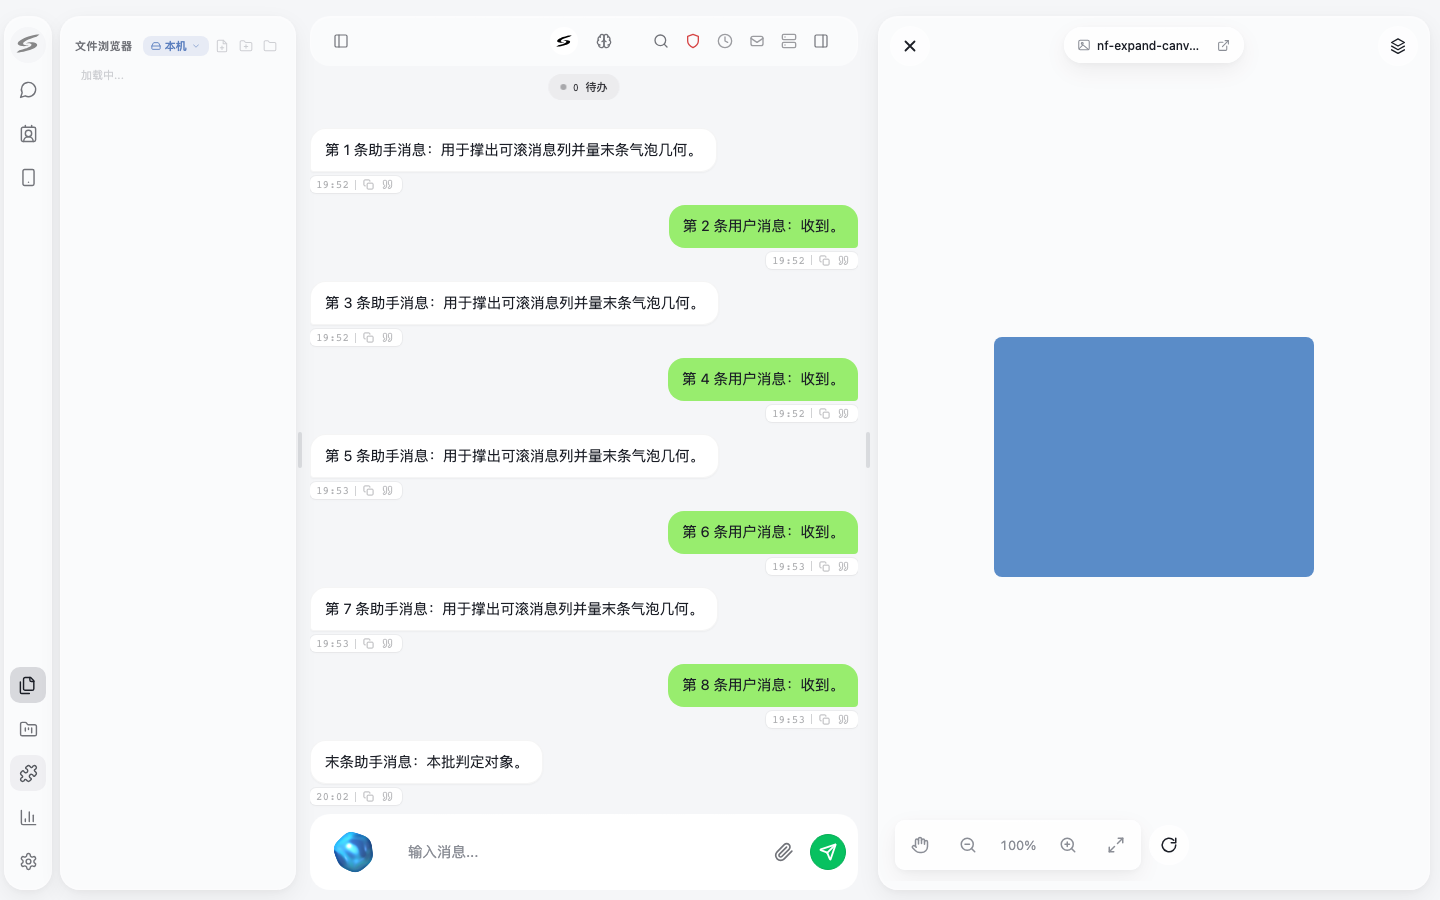 文件浏览器
本机
加载中...
0 待办
第 1 条助手消息：用于撑出可滚消息列并量末条气泡几何。
19:52
第 2 条用户消息：收到。
19:52
第 3 条助手消息：用于撑出可滚消息列并量末条气泡几何。
19:52
第 4 条用户消息：收到。
19:52
第 5 条助手消息：用于撑出可滚消息列并量末条气泡几何。
19:53
第 6 条用户消息：收到。
19:53
第 7 条助手消息：用于撑出可滚消息列并量末条气泡几何。
19:53
第 8 条用户消息：收到。
19:53
末条助手消息：本批判定对象。
20:02
输入消息...
nf-expand-canv...
100%